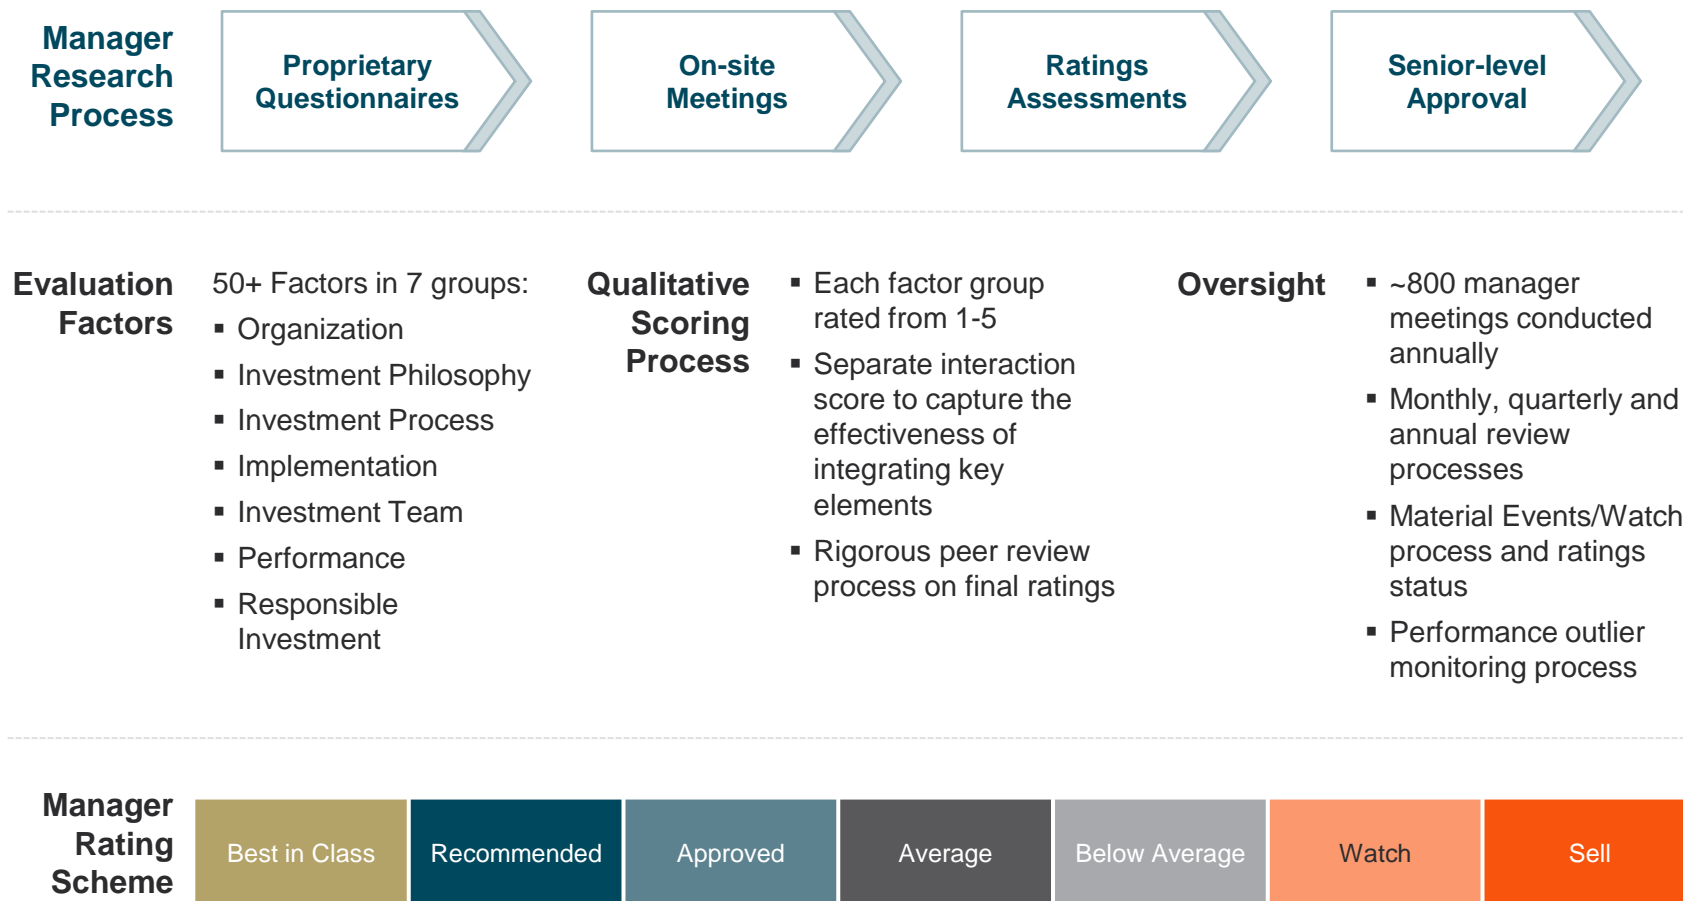 Manager
Research
Process
Proprietary
Questionnaires
On-site
Meetings
Ratings
Assessments
Senior-level
Approval
Evaluation
Factors
50+ Factors in 7 groups:
▪ Organization
▪ Investment Philosophy
▪ Investment Process
▪ Implementation
▪ Investment Team
▪ Performance
▪ Responsible
Investment
Qualitative
Scoring
Process
▪ Each factor group
rated from 1-5
▪ Separate interaction
score to capture the
effectiveness of
integrating key
elements
▪ Rigorous peer review
process on final ratings
Oversight
▪ ~800 manager
meetings conducted
annually
▪ Monthly, quarterly and
annual review
processes
▪ Material Events/Watch
process and ratings
status
▪ Performance outlier
monitoring process
Manager
Rating
Scheme
Best in Class
Recommended
Approved
Average
Below Average
Watch
Sell